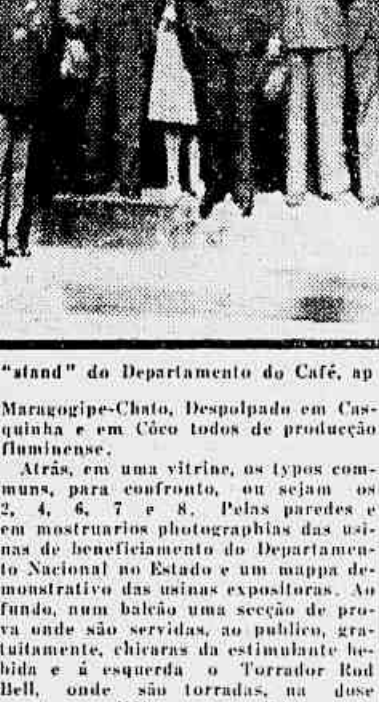 "stand" do Departamento do Café, ap
Maragogipe-Chato, Despolpado em Cas-
quinha e em Côco todos de producção
fluminense.
Atrás, em uma vitrine, os typos com-
muns, para confronto, ou sejam os
2, 4, 6, 7 e 8. Pelas paredes e
em mostruarios photographias das usi-
nas de beneficiamento do Departamen-
to Nacional no Estado e um mappa de-
monstrativo das usinas expositoras. Ao
fundo, num balcão uma secção de pro-
va onde são servidas, ao publico, gra-
tuitamente, chicaras da estimulante be-
bida e á esquerda o Torrador Rod
Bell, onde são torradas, na dose